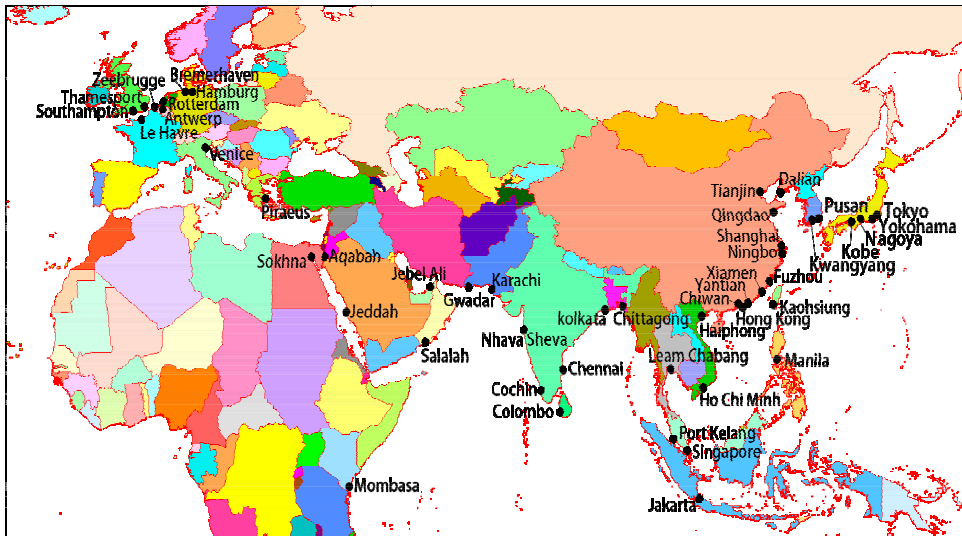 Zeebrugge
Bremerhaven
Hamburg
Thamesport
Rotterdam
Southampton
Antwerp
Le Havre
Venice
Piraeus
Sokhna
Aqabah
Jebel Ali
Karachi
Gwadar
Jeddah
Salalah
Mombasa
kolkata
Chittagong
Nhava Sheva
Chennai
Cochin
Colombo
Tianjin
Dalian
Qingdao
Pusan
Tokyo
Yokohama
Nagoya
Kobe
Kwangyang
Shanghai
Ningbo
Xiamen
Fuzhou
Yantian
Chiwan
Kaohsiung
Hong Kong
Haiphong
Leam Chabang
Manila
Ho Chi Minh
Port Kelang
Singapore
Jakarta